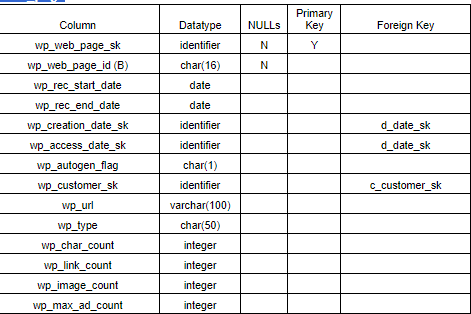 Column Datatype NULLs Primary Key Foreign Key
wp_web_page_sk identifier N Y
wp_web_page_id (B) char(16) N
wp_rec_start_date date
wp_rec_end_date date
wp_creation_date_sk identifier d_date_sk
wp_access_date_sk identifier d_date_sk
wp_autogen_flag char(1)
wp_customer_sk identifier c_customer_sk
wp_url varchar(100)
wp_type char(50)
wp_char_count integer
wp_link_count integer
wp_image_count integer
wp_max_ad_count integer